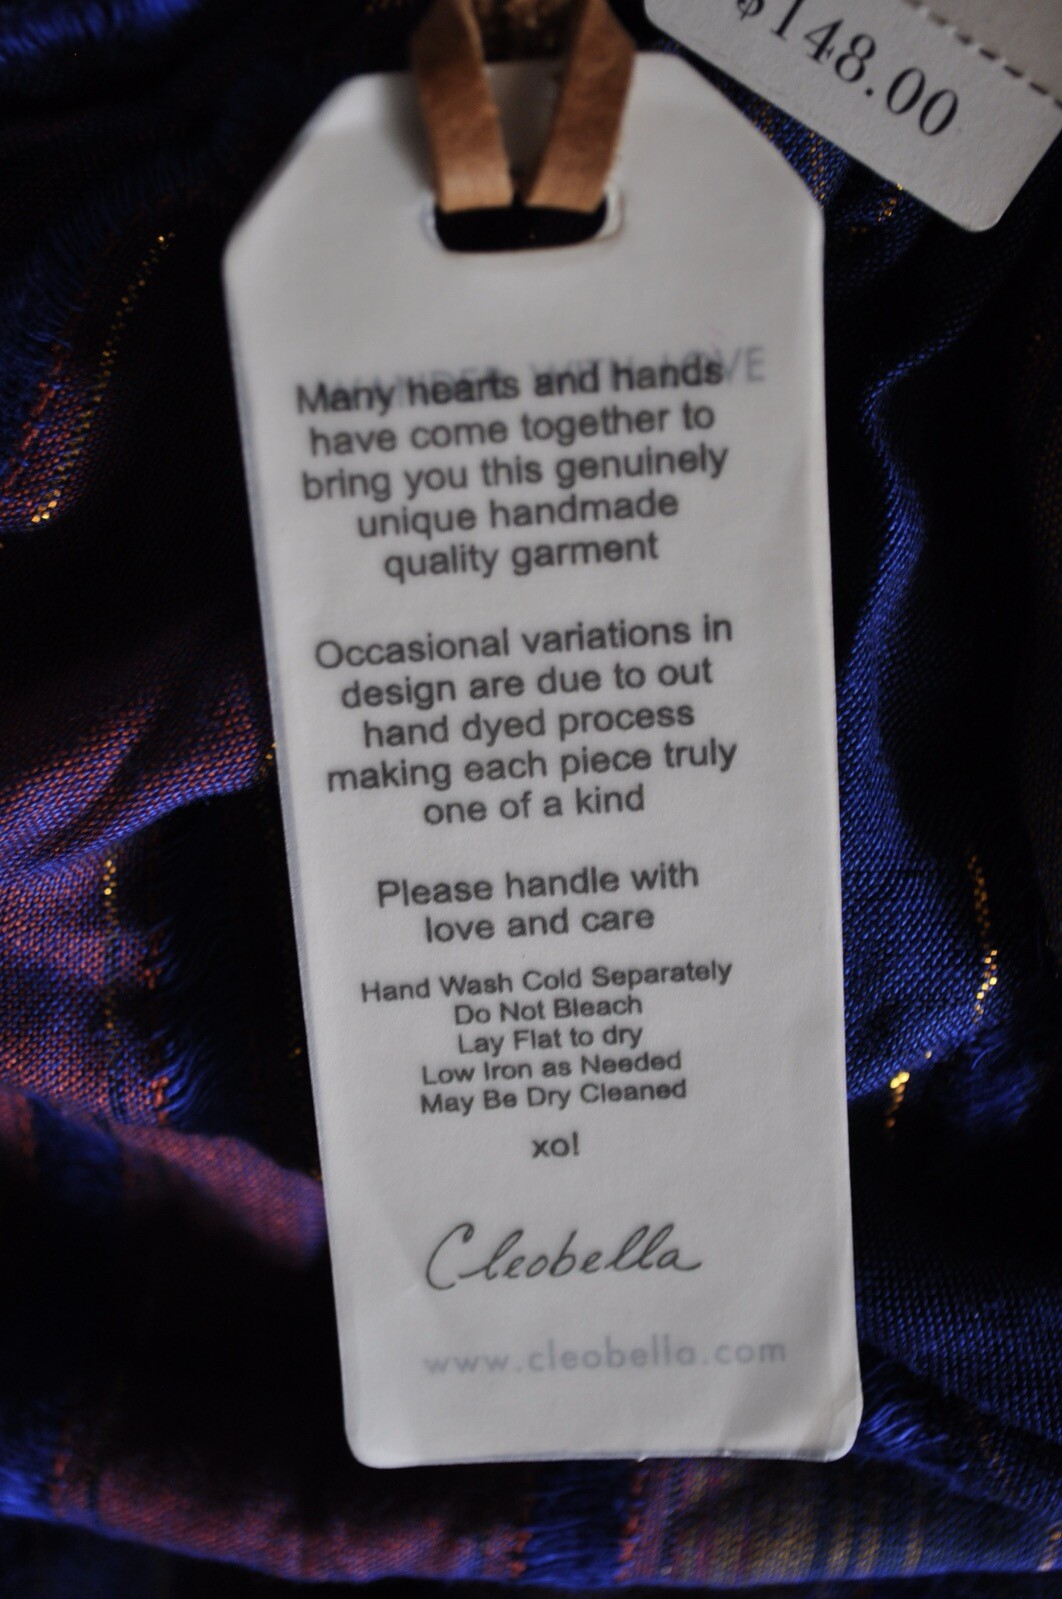 $148.00
WITH LOVE
Many hearts and hands
have come together to
bring you this genuinely
unique handmade
quality garment
Occasional variations in
design are due to out
hand dyed process
making each piece truly
one of a kind
Please handle with
love and care
Hand Wash Cold Separately
Do Not Bleach
Lay Flat to dry
Low Iron as Needed
May Be Dry Cleaned
xo!
Cleobella
www.cleobella.com